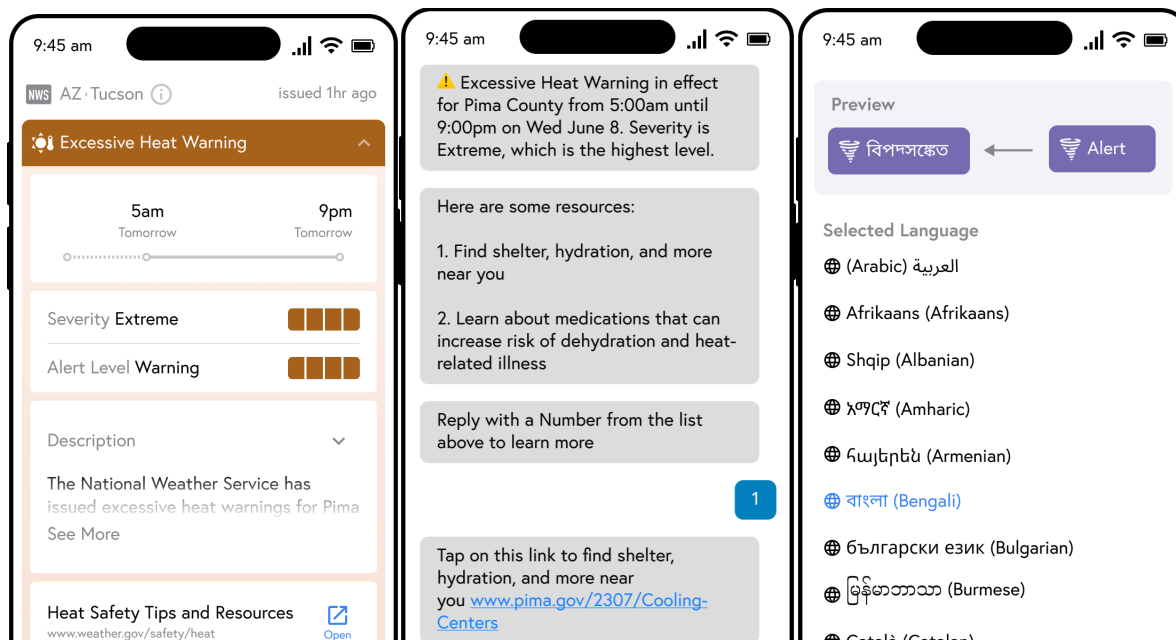 9:45 am
NWS AZ › Tucson i
issued 1hr ago
Excessive Heat Warning
5am
9pm
Tomorrow
Tomorrow
Severity Extreme
Alert Level Warning
Description
The National Weather Service has
issued excessive heat warnings for Pima
See More
Heat Safety Tips and Resources
www.weather.gov/safety/heat
Open
9:45 am
Excessive Heat Warning in effect
for Pima County from 5:00am until
9:00pm on Wed June 8. Severity is
Extreme, which is the highest level.
Here are some resources:
1. Find shelter, hydration, and more
near you
2. Learn about medications that can
increase risk of dehydration and heat-
related illness
Reply with a Number from the list
above to learn more
1
Tap on this link to find shelter,
hydration, and more near
you www.pima.gov/2307/Cooling-
Centers
9:45 am
Preview
বিপদসঙ্কেত
Alert
Selected Language
(Arabic) العربية
Afrikaans (Afrikaans)
Shqip (Albanian)
አማርኛ (Amharic)
հայերեն (Armenian)
বাংলা (Bengali)
български език (Bulgarian)
မြန်မာဘာသာ (Burmese)
Català (Catalan)